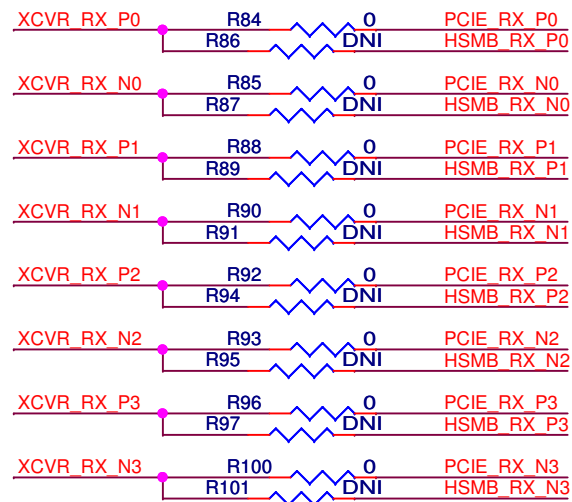 XCVR_RX_P0 R84 0 PCIE_RX_P0
R86 DNI HSMB_RX_P0
XCVR_RX_N0 R85 0 PCIE_RX_N0
R87 DNI HSMB_RX_N0
XCVR_RX_P1 R88 0 PCIE_RX_P1
R89 DNI HSMB_RX_P1
XCVR_RX_N1 R90 0 PCIE_RX_N1
R91 DNI HSMB_RX_N1
XCVR_RX_P2 R92 0 PCIE_RX_P2
R94 DNI HSMB_RX_P2
XCVR_RX_N2 R93 0 PCIE_RX_N2
R95 DNI HSMB_RX_N2
XCVR_RX_P3 R96 0 PCIE_RX_P3
R97 DNI HSMB_RX_P3
XCVR_RX_N3 R100 0 PCIE_RX_N3
R101 DNI HSMB_RX_N3